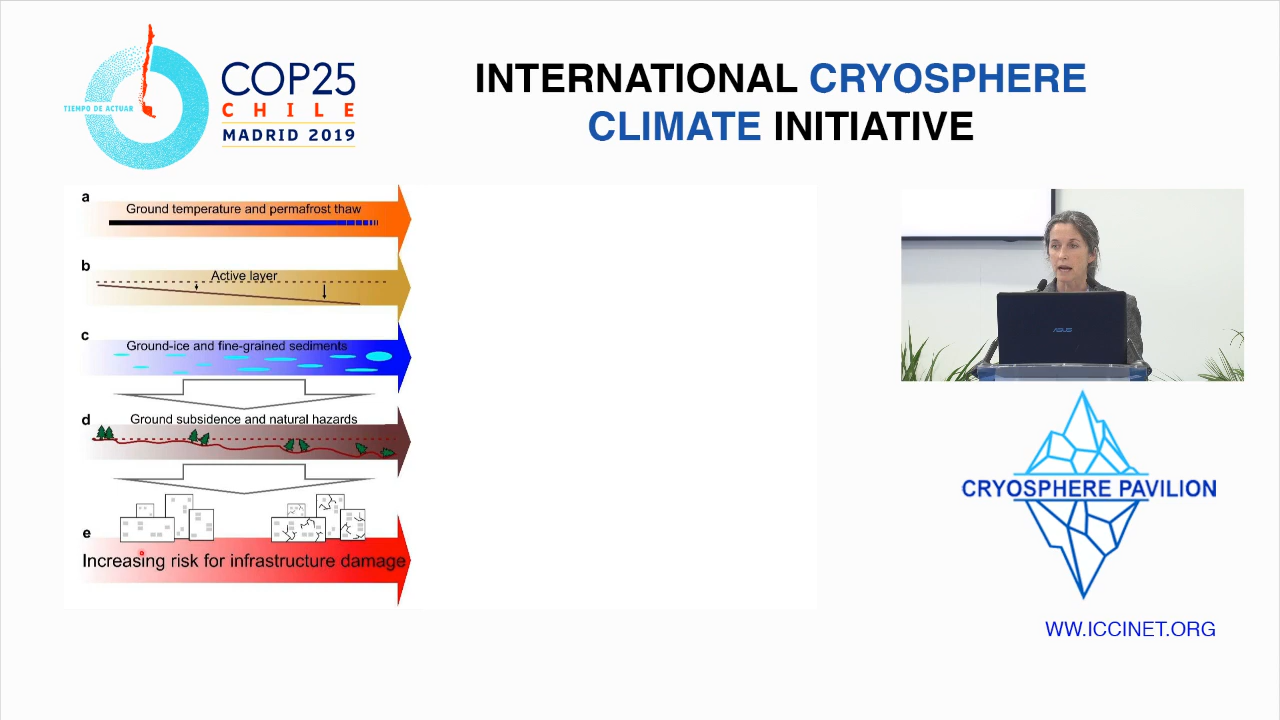 TIEMPO DE ACTUAR
COP25
CHILE
MADRID 2019
INTERNATIONAL CRYOSPHERE
CLIMATE INITIATIVE
a
Ground temperature and permafrost thaw
b
Active layer
c
Ground-ice and fine-grained sediments
d
Ground subsidence and natural hazards
e
Increasing risk for infrastructure damage
ASUS
CRYOSPHERE PAVILION
WW.ICCINET.ORG